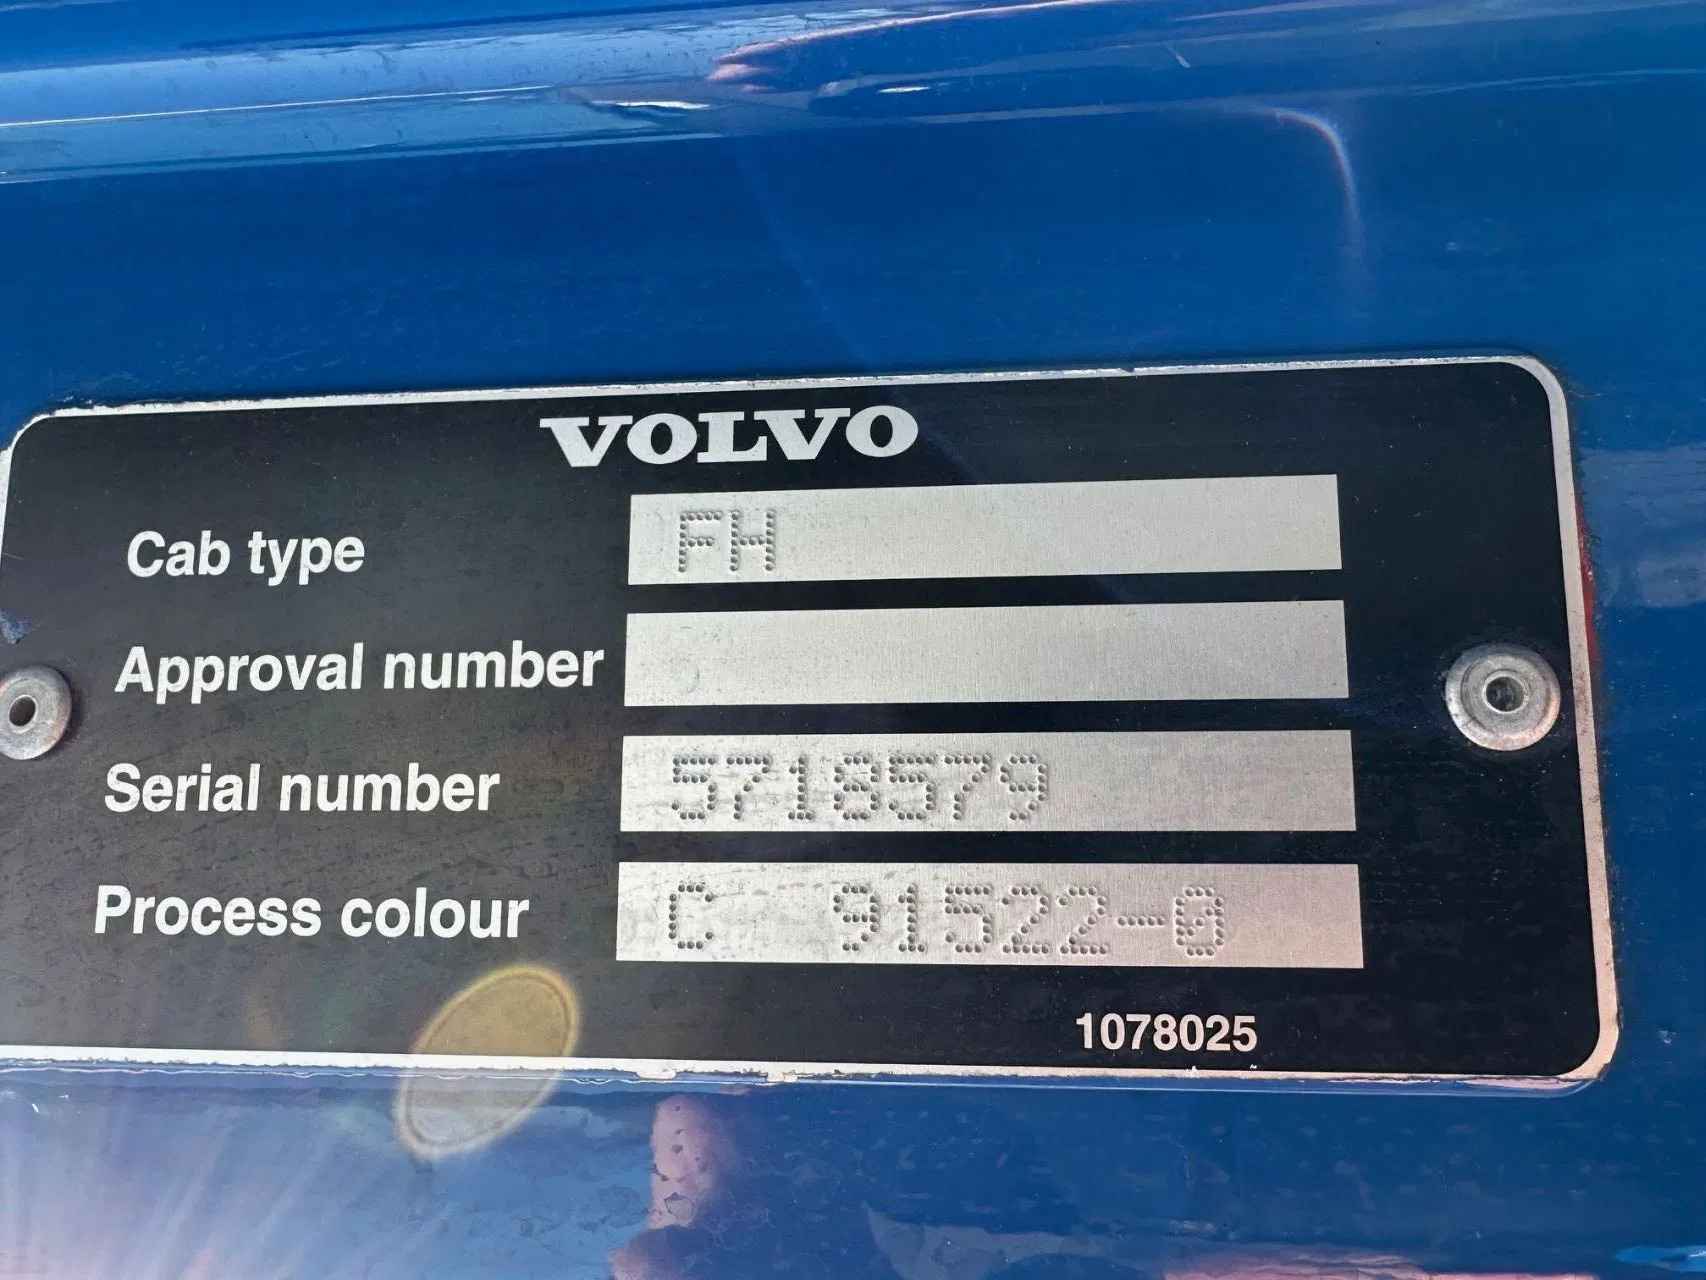 VOLVO
Cab type FH
Approval number
Serial number 5718579
Process colour C 91522-0
1078025